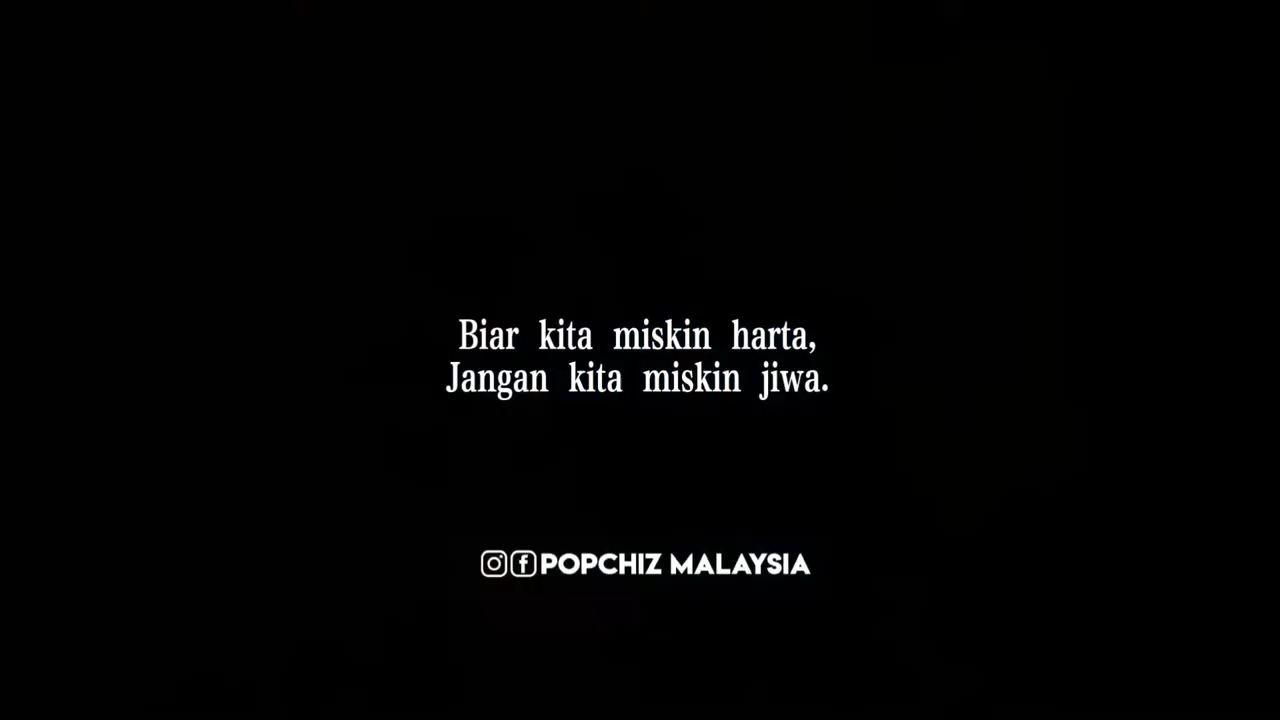 Biar kita miskin harta,
Jangan kita miskin jiwa.
POPCHIZ MALAYSIA